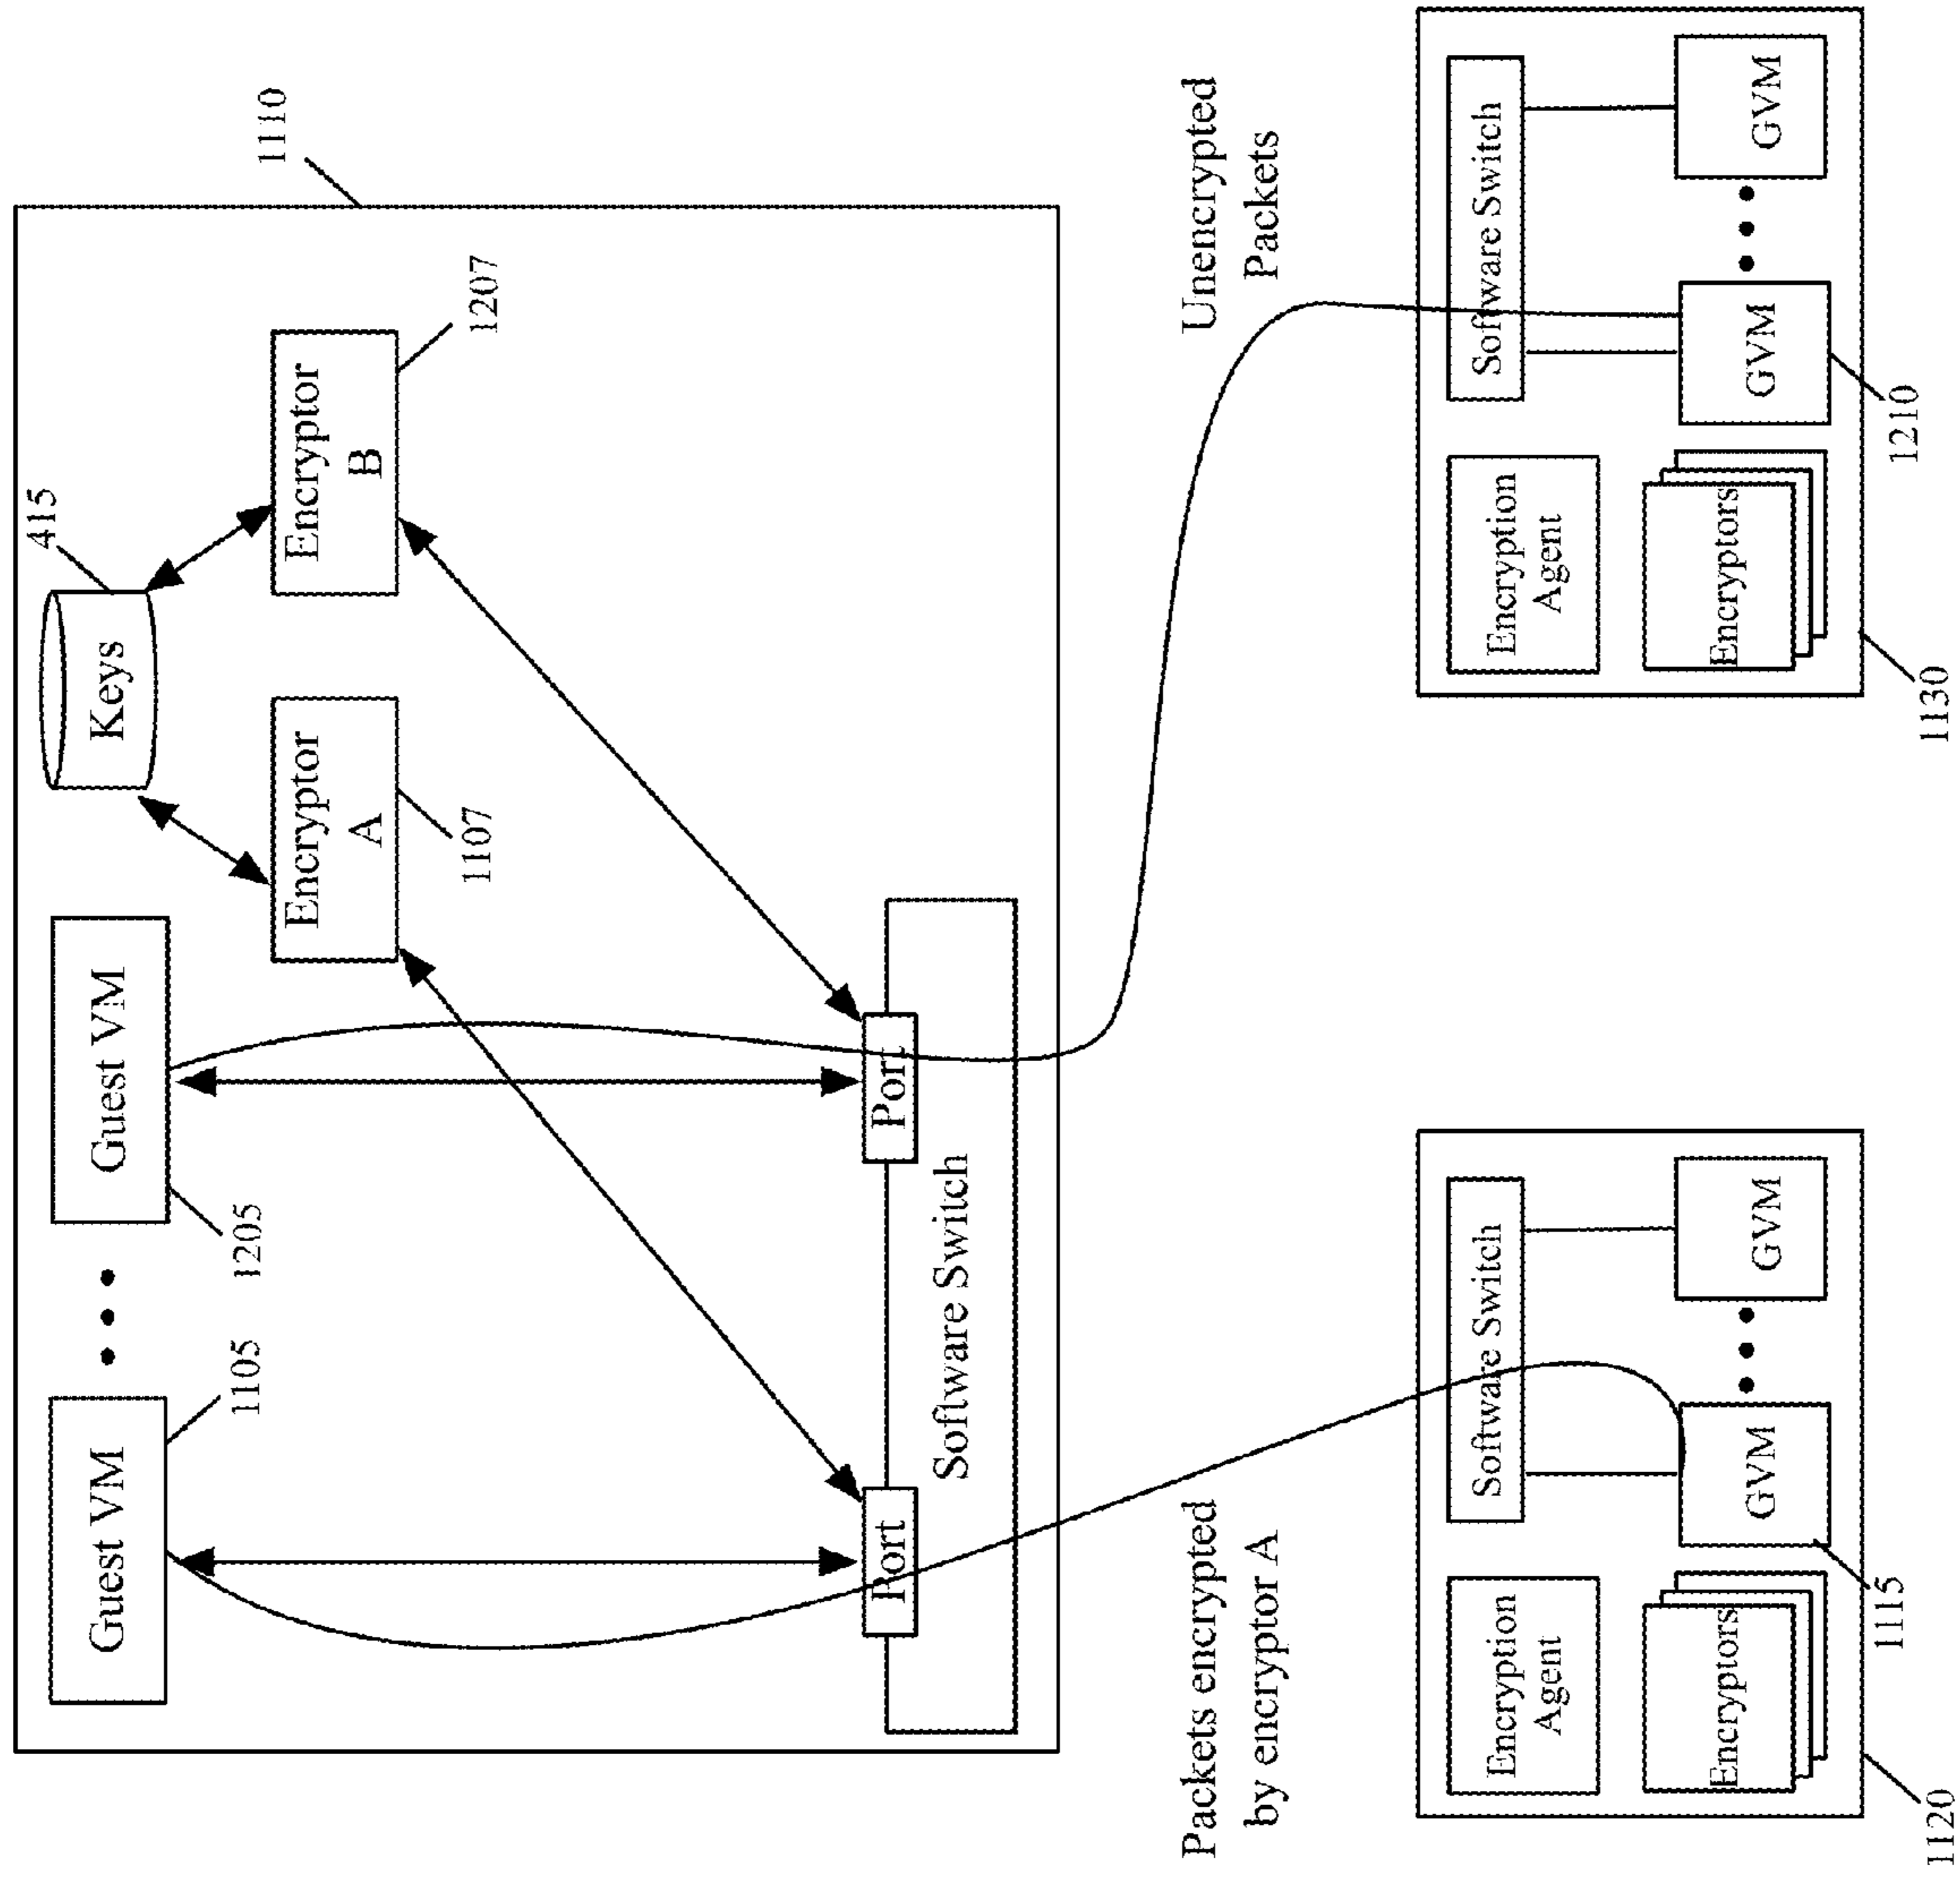 1110
415
Guest VM
Guest VM
Keys
1105
1205
Encryptor
A
Encryptor
B
1107
1207
Port
Port
Software Switch
Packets encrypted
by encryptor A
Unencrypted
Packets
Encryption
Agent
Software Switch
Encryptors
GVM
GVM
1115
1120
Encryption
Agent
Software Switch
Encryptors
GVM
GVM
1130
1210